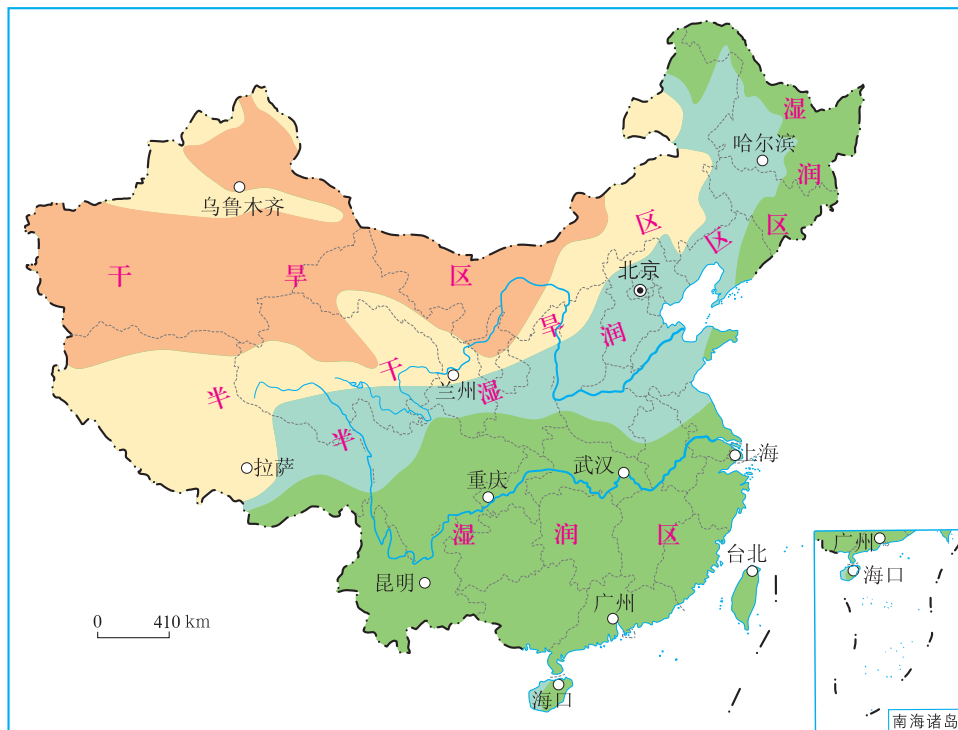 湿
哈尔滨
润
乌鲁木齐
区
区
区
北京
干
旱
区
旱
润
干
兰州
湿
半
半
拉萨
上海
武汉
重庆
湿
润
区
台北
广州
海口
昆明
广州
0
410 km
海口
南海诸岛